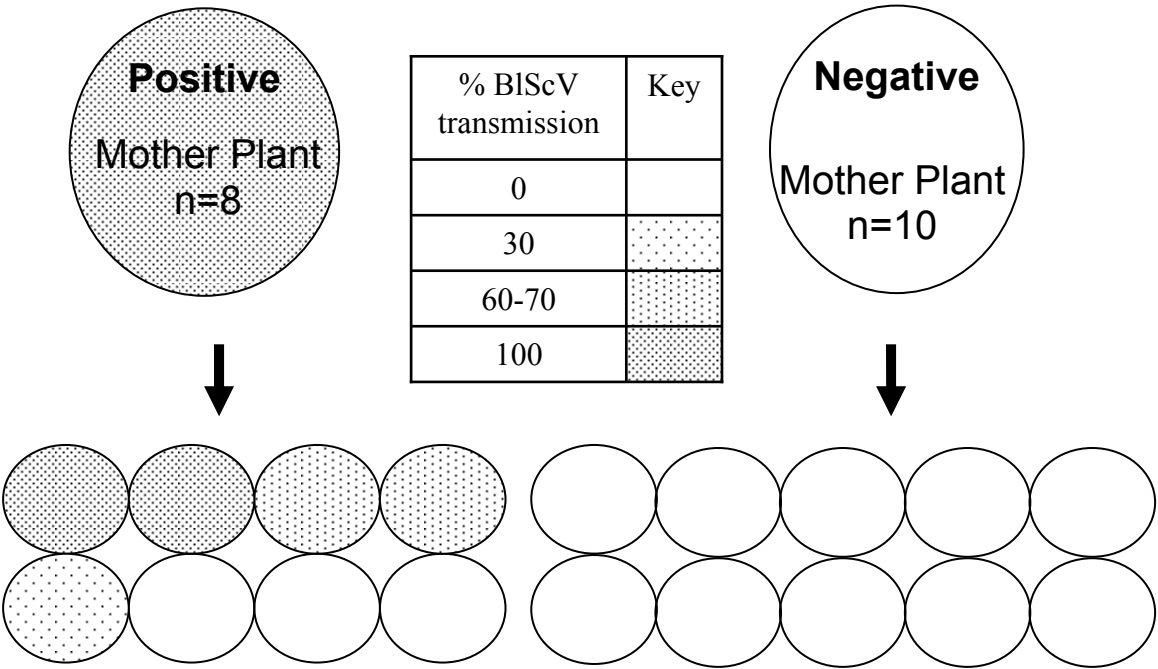 Positive
Mother Plant
n=8
% BlScV
transmission
Key
0
30
60-70
100
Negative
Mother Plant
n=10